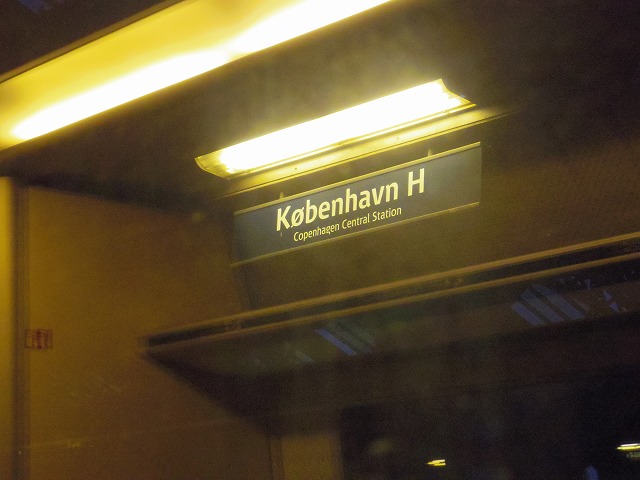 København H
Copenhagen Central Station